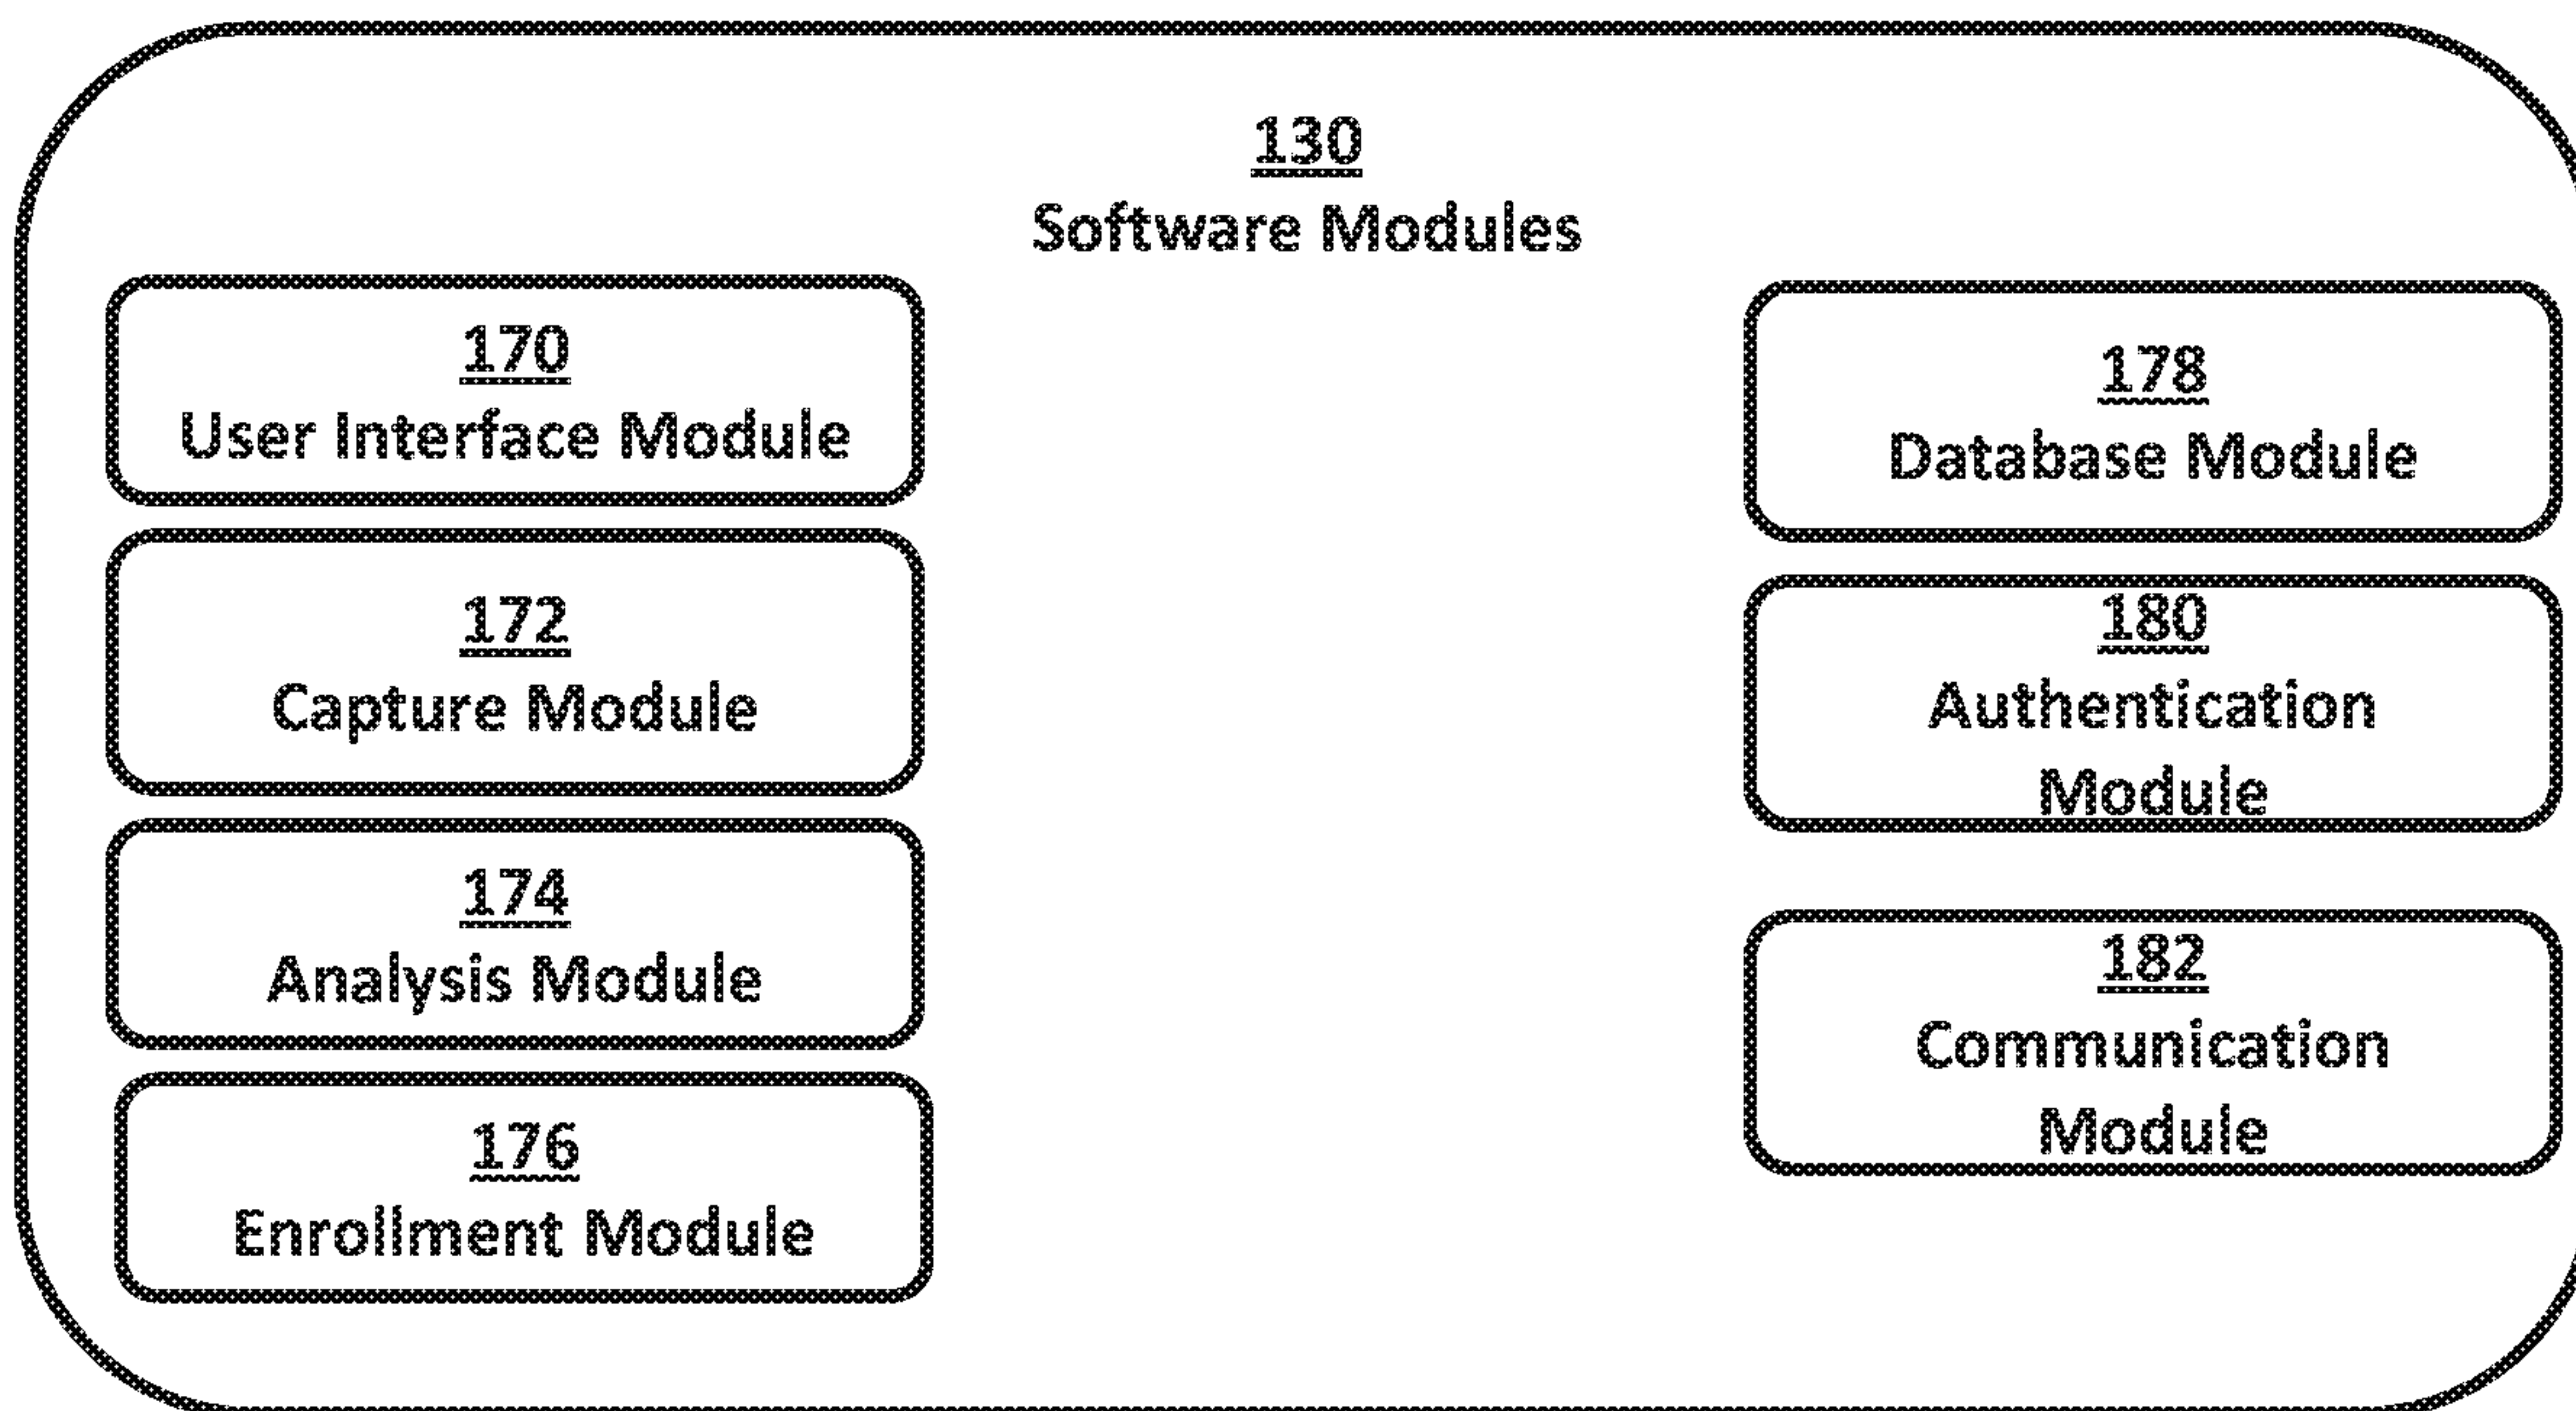 130
Software Modules
170
User Interface Module
172
Capture Module
174
Analysis Module
176
Enrollment Module
178
Database Module
180
Authentication
Module
182
Communication
Module